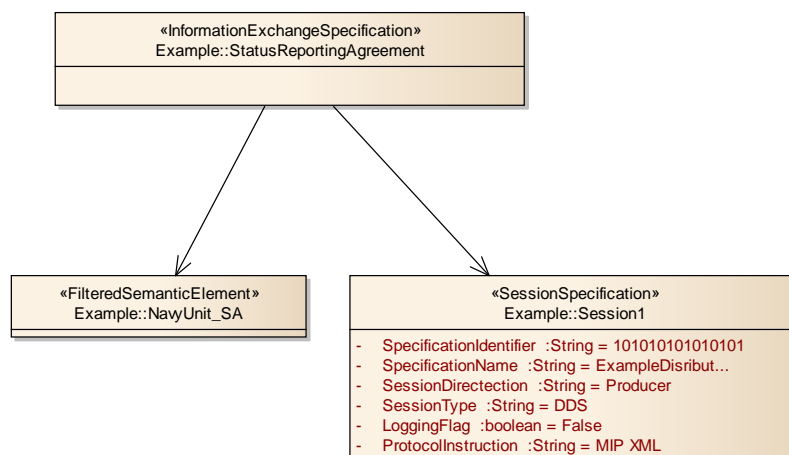 «InformationExchangeSpecification»
Example::StatusReportingAgreement
«FilteredSemanticElement»
Example::NavyUnit_SA
«SessionSpecification»
Example::Session1
- SpecificationIdentifier :String = 101010101010101
- SpecificationName :String = ExampleDisribut...
- SessionDirectection :String = Producer
- SessionType :String = DDS
- LoggingFlag :boolean = False
- ProtocolInstruction :String = MIP XML